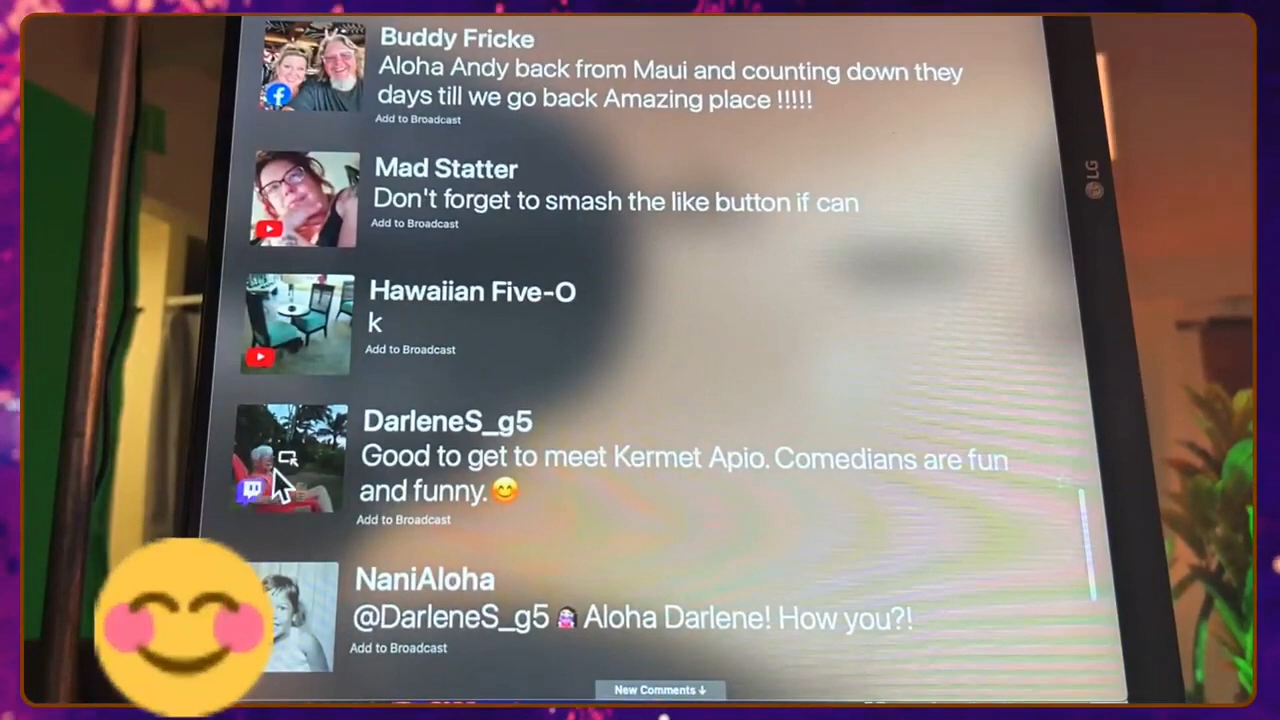 Buddy Fricke
Aloha Andy back from Maui and counting down they
days till we go back Amazing place !!!!!
Add to Broadcast
LG
Mad Statter
Don't forget to smash the like button if can
Add to Broadcast
Hawaiian Five-O
k
Add to Broadcast
DarleneS_g5
Good to get to meet Kermet Apio. Comedians are fun
and funny.😊
Add to Broadcast
NaniAloha
@DarleneS_g5 Aloha Darlene! How you?!
Add to Broadcast
New Comments ↓